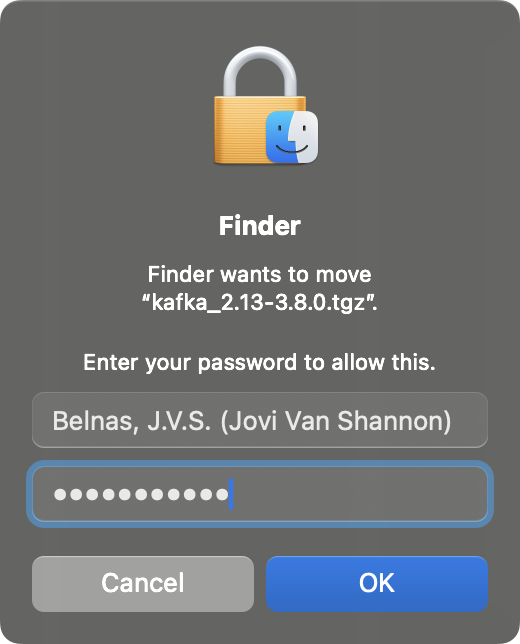 Finder
Finder wants to move
“kafka_2.13-3.8.0.tgz”.
Enter your password to allow this.
Belnas, J.V.S. (Jovi Van Shannon)
•••••••••••
Cancel
OK